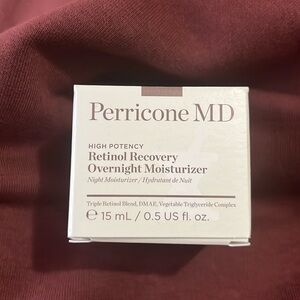 Perricone MD
HIGH POTENCY
Retinol Recovery
Overnight Moisturizer
Night Moisturizer / Hydratant de Nuit
Triple Retinol Blend, DMAE, Vegetable Triglyceride Complex
℮ 15 mL / 0.5 US fl. oz.